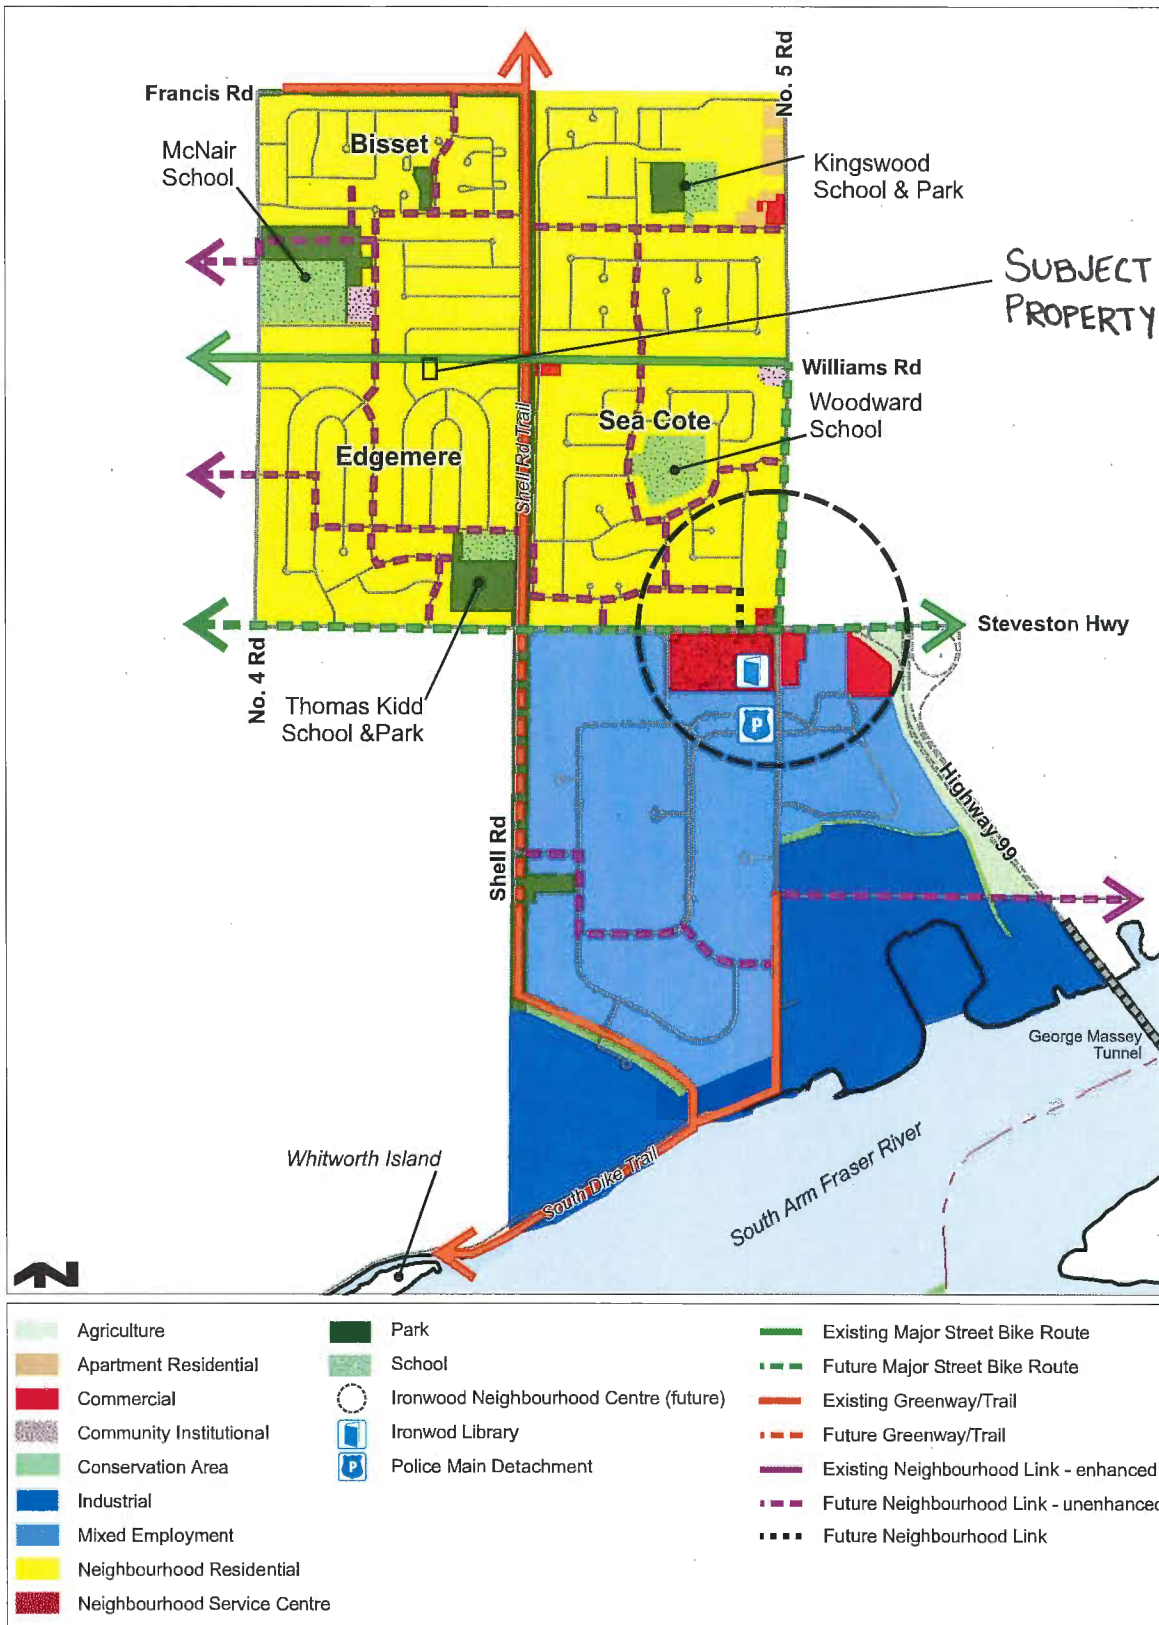 No. 5 Rd
Francis Rd
Bisset
McNair
School
Kingswood
School & Park
SUBJECT
PROPERTY
Williams Rd
Woodward
School
Sea Cote
Edgemere
Shell Rd Trail
Steveston Hwy
No. 4 Rd
Thomas Kidd
School &Park
P
Highway 99
Shell Rd
George Massey
Tunnel
Whitworth Island
South Dike Trail
South Arm Fraser River
N
Agriculture
Apartment Residential
Commercial
Community Institutional
Conservation Area
Industrial
Mixed Employment
Neighbourhood Residential
Neighbourhood Service Centre
Park
School
Ironwood Neighbourhood Centre (future)
Ironwod Library
P
Police Main Detachment
Existing Major Street Bike Route
Future Major Street Bike Route
Existing Greenway/Trail
Future Greenway/Trail
Existing Neighbourhood Link - enhanced
Future Neighbourhood Link - unenhanced
Future Neighbourhood Link